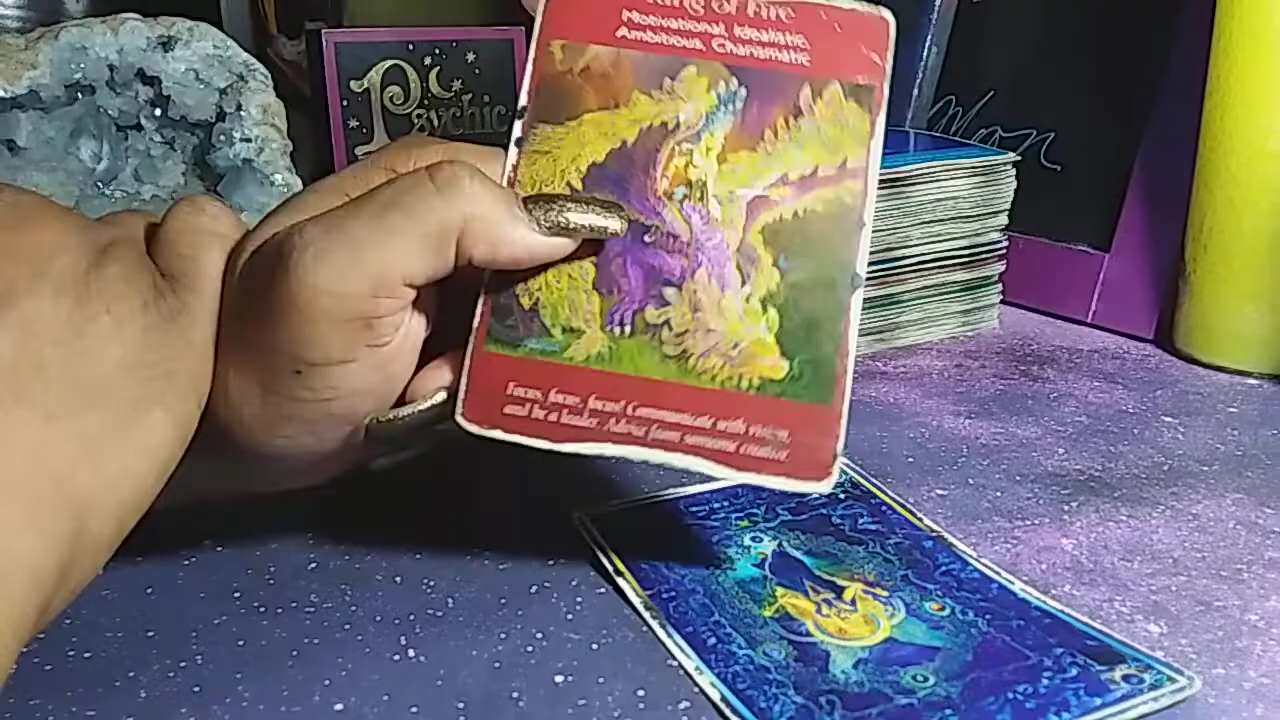 King of Fire
Motivational, Idealistic,
Ambitious, Charismatic
Psychic
Moon
Focus, focus, focus! Communicate with vision,
and be a leader. Advice from someone creative.